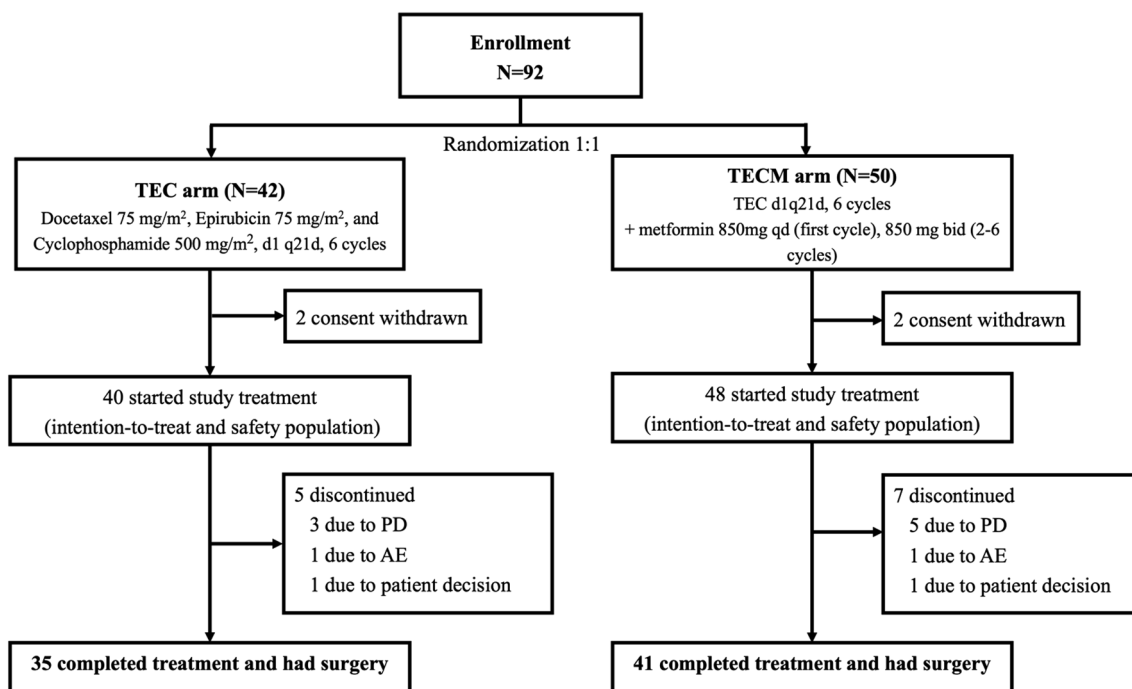 Enrollment
N=92
Randomization 1:1
TEC arm (N=42)
Docetaxel 75 mg/m², Epirubicin 75 mg/m², and
Cyclophosphamide 500 mg/m², d1 q21d, 6 cycles
TECM arm (N=50)
TEC d1q21d, 6 cycles
+ metformin 850mg qd (first cycle), 850 mg bid (2-6
cycles)
2 consent withdrawn
2 consent withdrawn
40 started study treatment
(intention-to-treat and safety population)
48 started study treatment
(intention-to-treat and safety population)
5 discontinued
3 due to PD
1 due to AE
1 due to patient decision
7 discontinued
5 due to PD
1 due to AE
1 due to patient decision
35 completed treatment and had surgery
41 completed treatment and had surgery